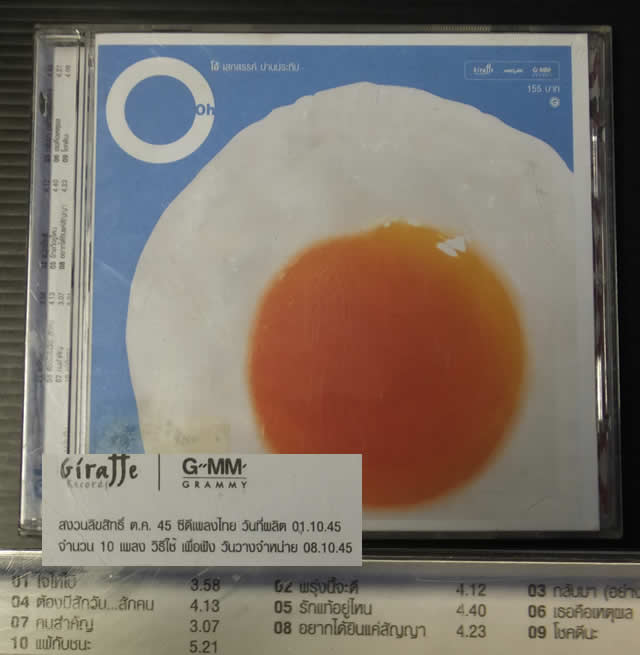 โอ้ เสกสรรค์ ปานประทีป
Oh
Giraffe
G"MM'
155 บาท
Giraffe
Records
G"MM'
GRAMMY
สงวนลิขสิทธิ์ ต.ค. 45 ซีดีเพลงไทย วันที่ผลิต 01.10.45
จำนวน 10 เพลง วิธีใช้ เพื่อฟัง วันวางจำหน่าย 08.10.45
01 3.58 02 พรุ่งนี้จะดี 4.12 03 กลับมา (อย่าง
04 ต้องมีสักวัน...สักคน 4.13 05 รักแท้อยู่ไหน 4.40 06 เธอคือเหตุผล
07 คนสำคัญ 3.07 08 อยากได้ยินแค่สัญญา 4.23 09 โชคดีนะ
10 แพ้กับชนะ 5.21